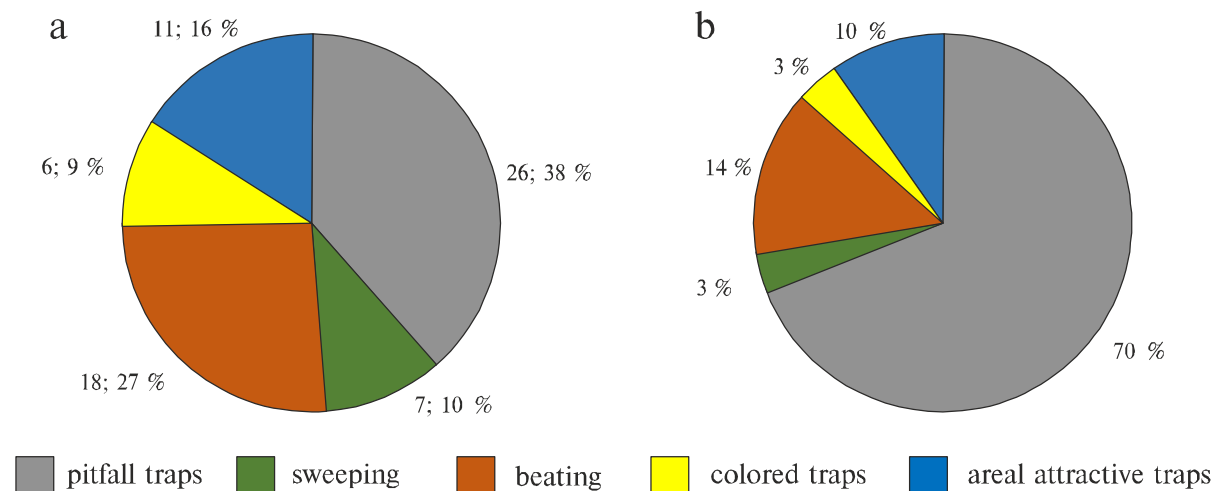 a
11; 16 %
6; 9 %
26; 38 %
18; 27 %
7; 10 %
b
10 %
3 %
14 %
3 %
70 %
pitfall traps sweeping beating colored traps areal attractive traps